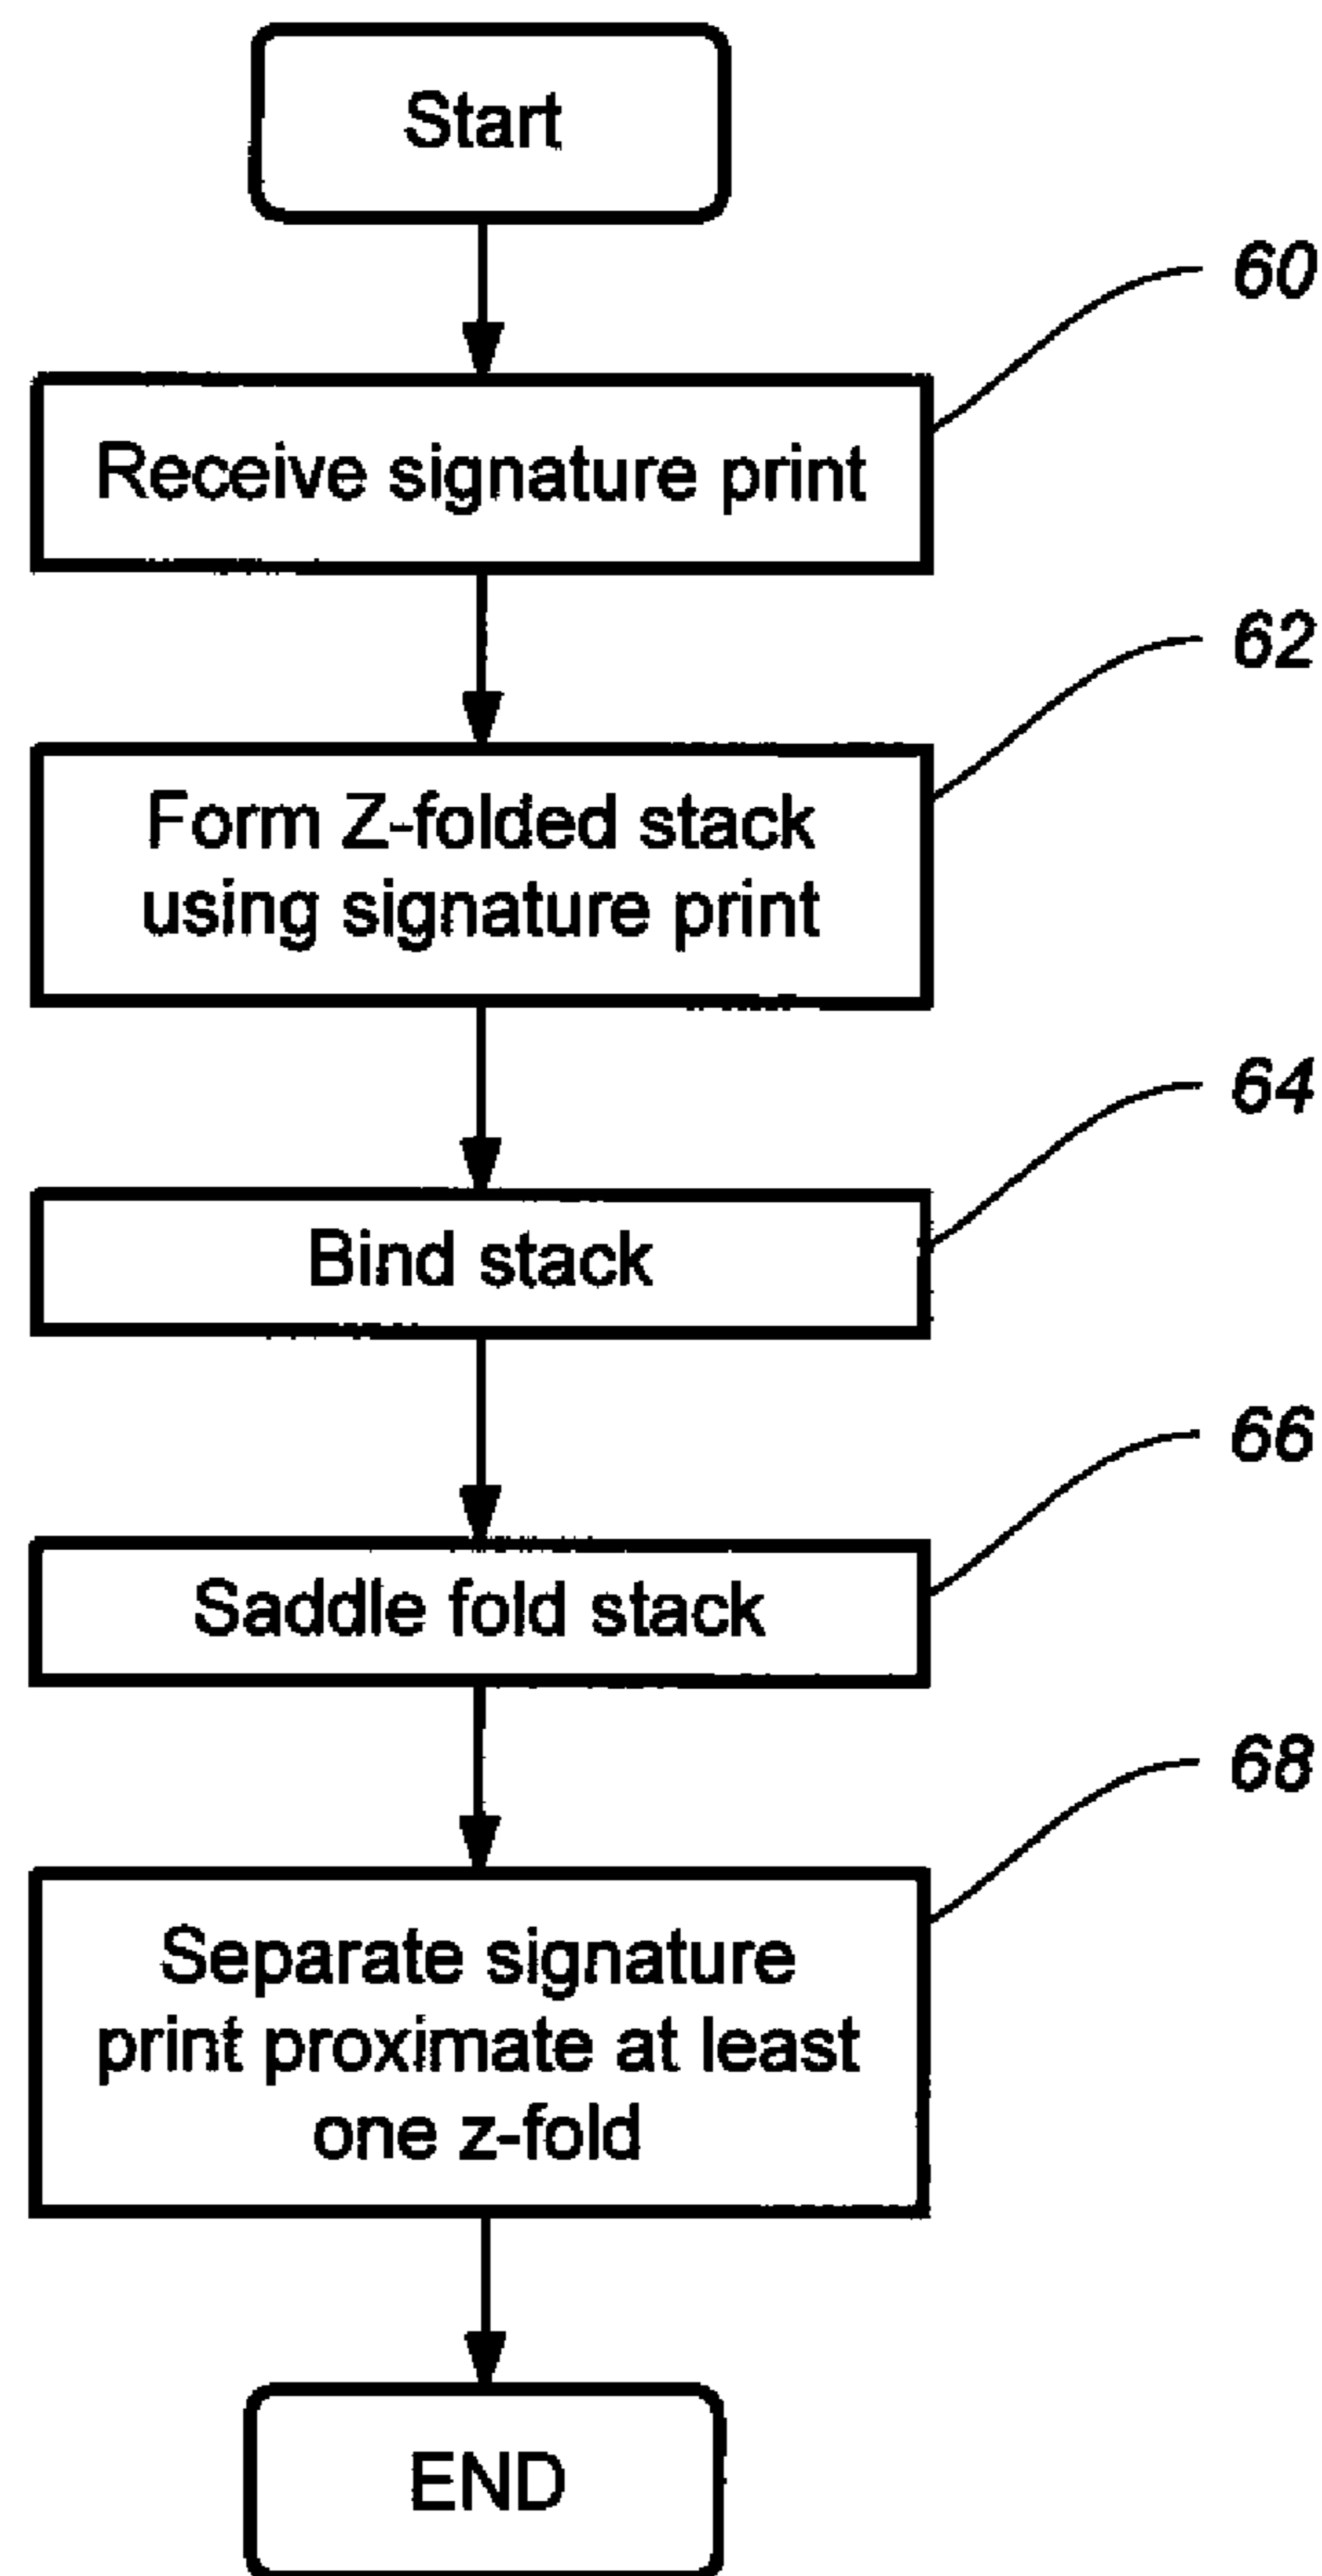 Start
60
Receive signature print
62
Form Z-folded stack
using signature print
64
Bind stack
66
Saddle fold stack
68
Separate signature
print proximate at least
one z-fold
END